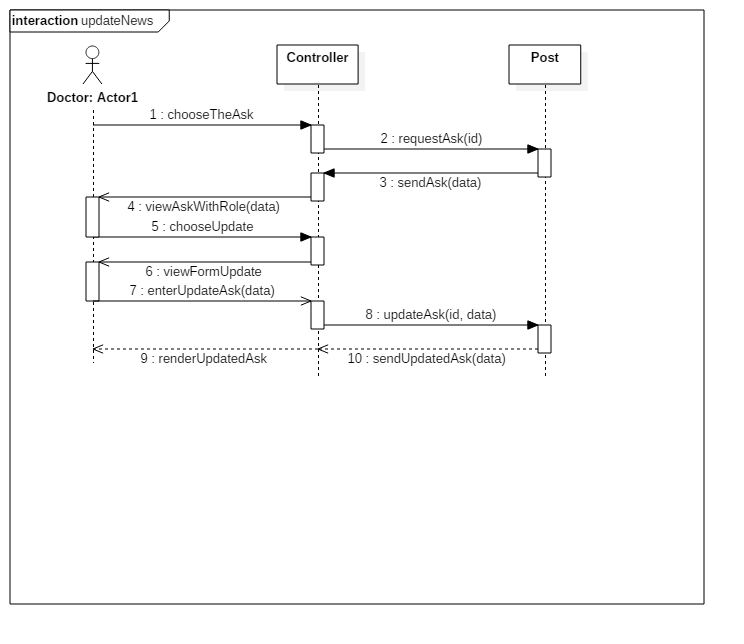 interaction updateNews
Controller
Post
Doctor: Actor1
1 : chooseTheAsk
2 : requestAsk(id)
3 : sendAsk(data)
4 : viewAskWithRole(data)
5 : chooseUpdate
6 : viewFormUpdate
7 : enterUpdateAsk(data)
8 : updateAsk(id, data)
9 : renderUpdatedAsk
10 : sendUpdatedAsk(data)